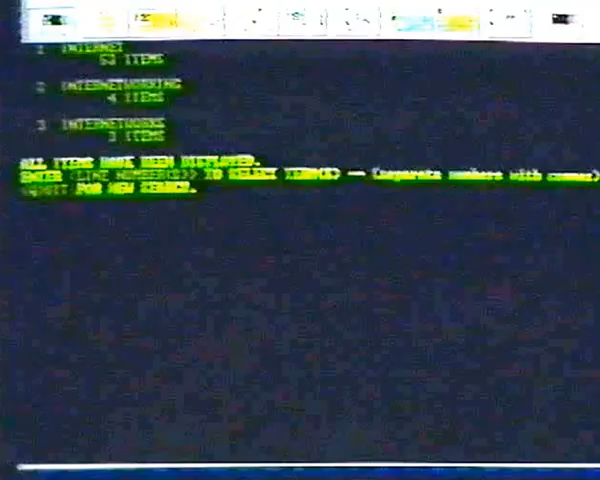 1 INTERNET
53 ITEMS
2 INTERNETWORKING
4 ITEMS
3 INTERNETWORKS
3 ITEMS
ALL ITEMS HAVE BEEN DISPLAYED.
ENTER <LINE NUMBER(S)> TO SELECT TERM(S) -- (separate numbers with commas)
<Q>UIT FOR NEW SEARCH.